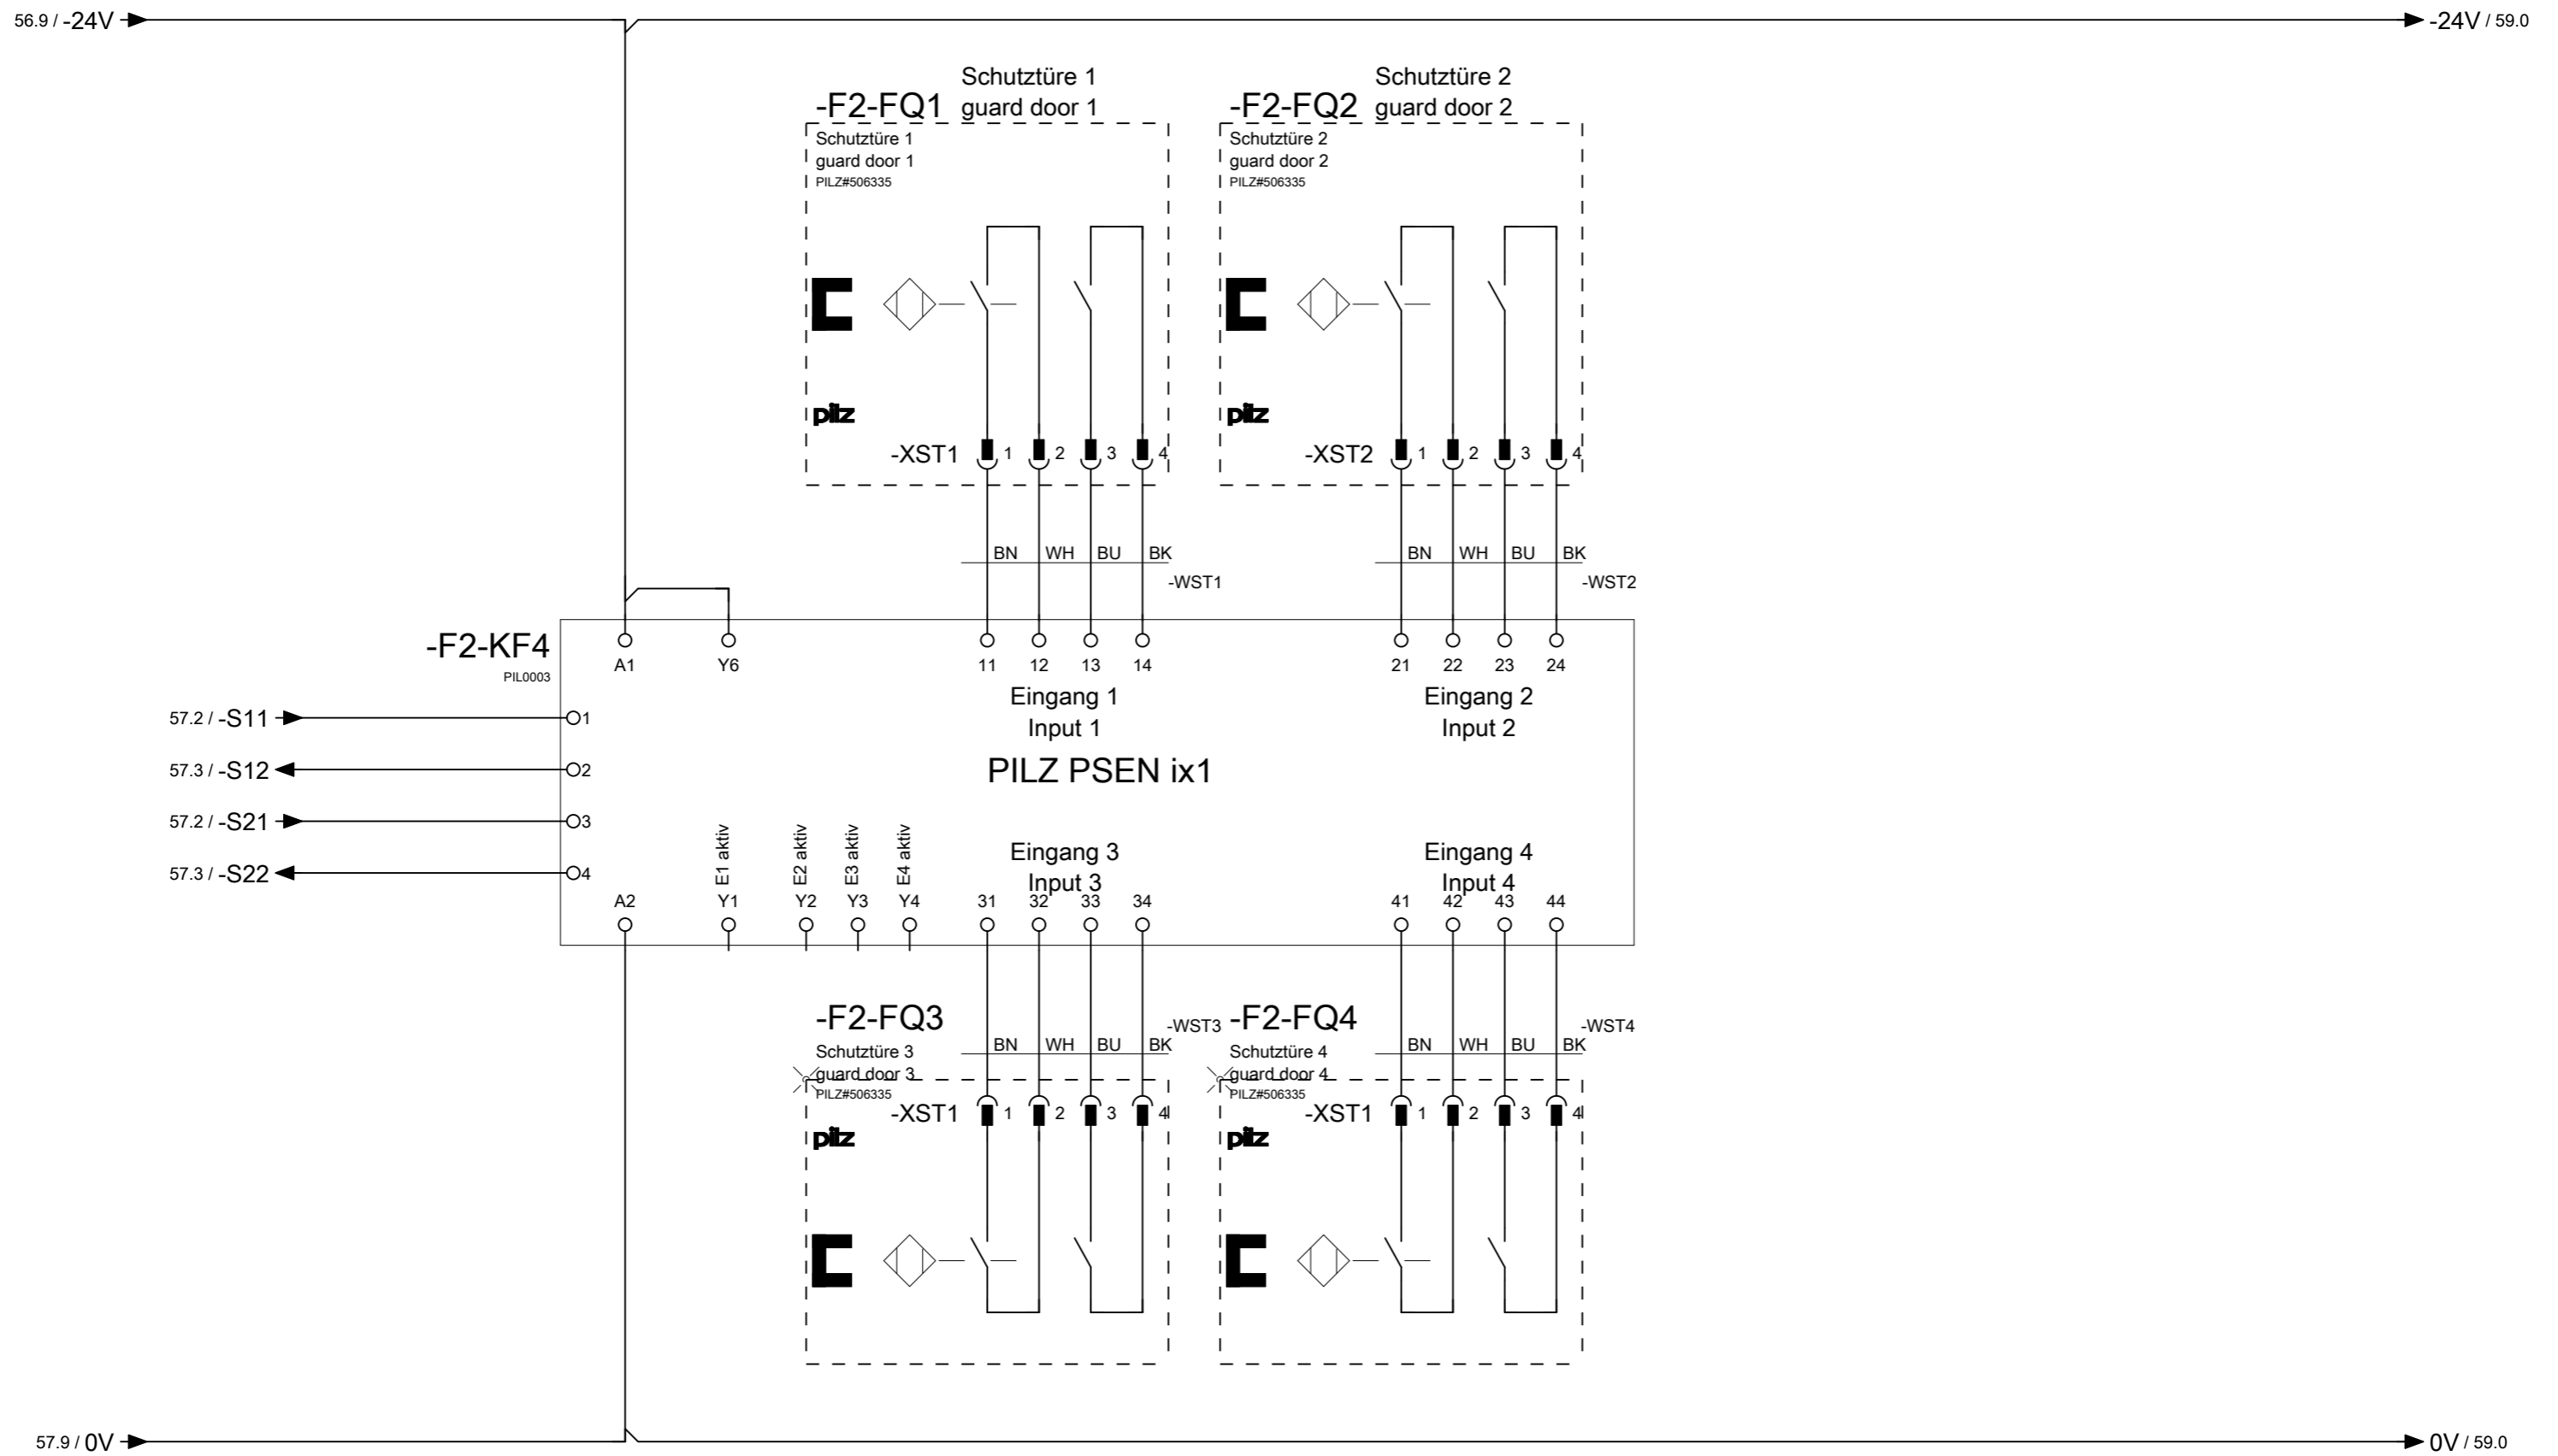 56.9 / -24V
-24V / 59.0
Schutztüre 1
-F2-FQ1 guard door 1
Schutztüre 1
guard door 1
PILZ#506335
pilz
-XST1 1 2 3 4
BN WH BU BK
-WST1
Schutztüre 2
-F2-FQ2 guard door 2
Schutztüre 2
guard door 2
PILZ#506335
pilz
-XST2 1 2 3 4
BN WH BU BK
-WST2
-F2-KF4
PIL0003
A1 Y6 11 12 13 14 21 22 23 24
Eingang 1
Input 1
Eingang 2
Input 2
57.2 / -S11 1
57.3 / -S12 2
57.2 / -S21 3
57.3 / -S22 4
PILZ PSEN ix1
E1 aktiv
E2 aktiv
E3 aktiv
E4 aktiv
Eingang 3
Input 3
Eingang 4
Input 4
A2 Y1 Y2 Y3 Y4 31 32 33 34 41 42 43 44
-F2-FQ3
-WST3
Schutztüre 3
BN WH BU BK
guard door 3
PILZ#506335
-XST1 1 2 3 4
pilz
-F2-FQ4
-WST4
Schutztüre 4
BN WH BU BK
guard door 4
PILZ#506335
-XST1 1 2 3 4
pilz
57.9 / 0V
0V / 59.0